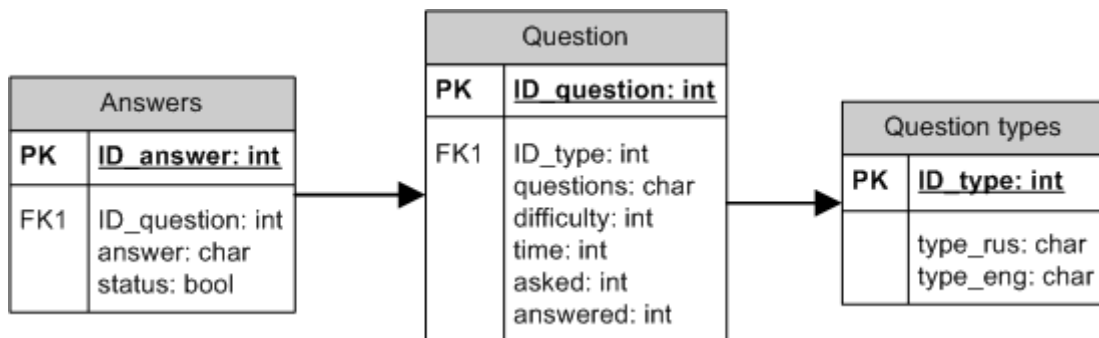 Answers
PK ID_answer: int
FK1 ID_question: int
answer: char
status: bool
Question
PK ID_question: int
FK1 ID_type: int
questions: char
difficulty: int
time: int
asked: int
answered: int
Question types
PK ID_type: int
type_rus: char
type_eng: char